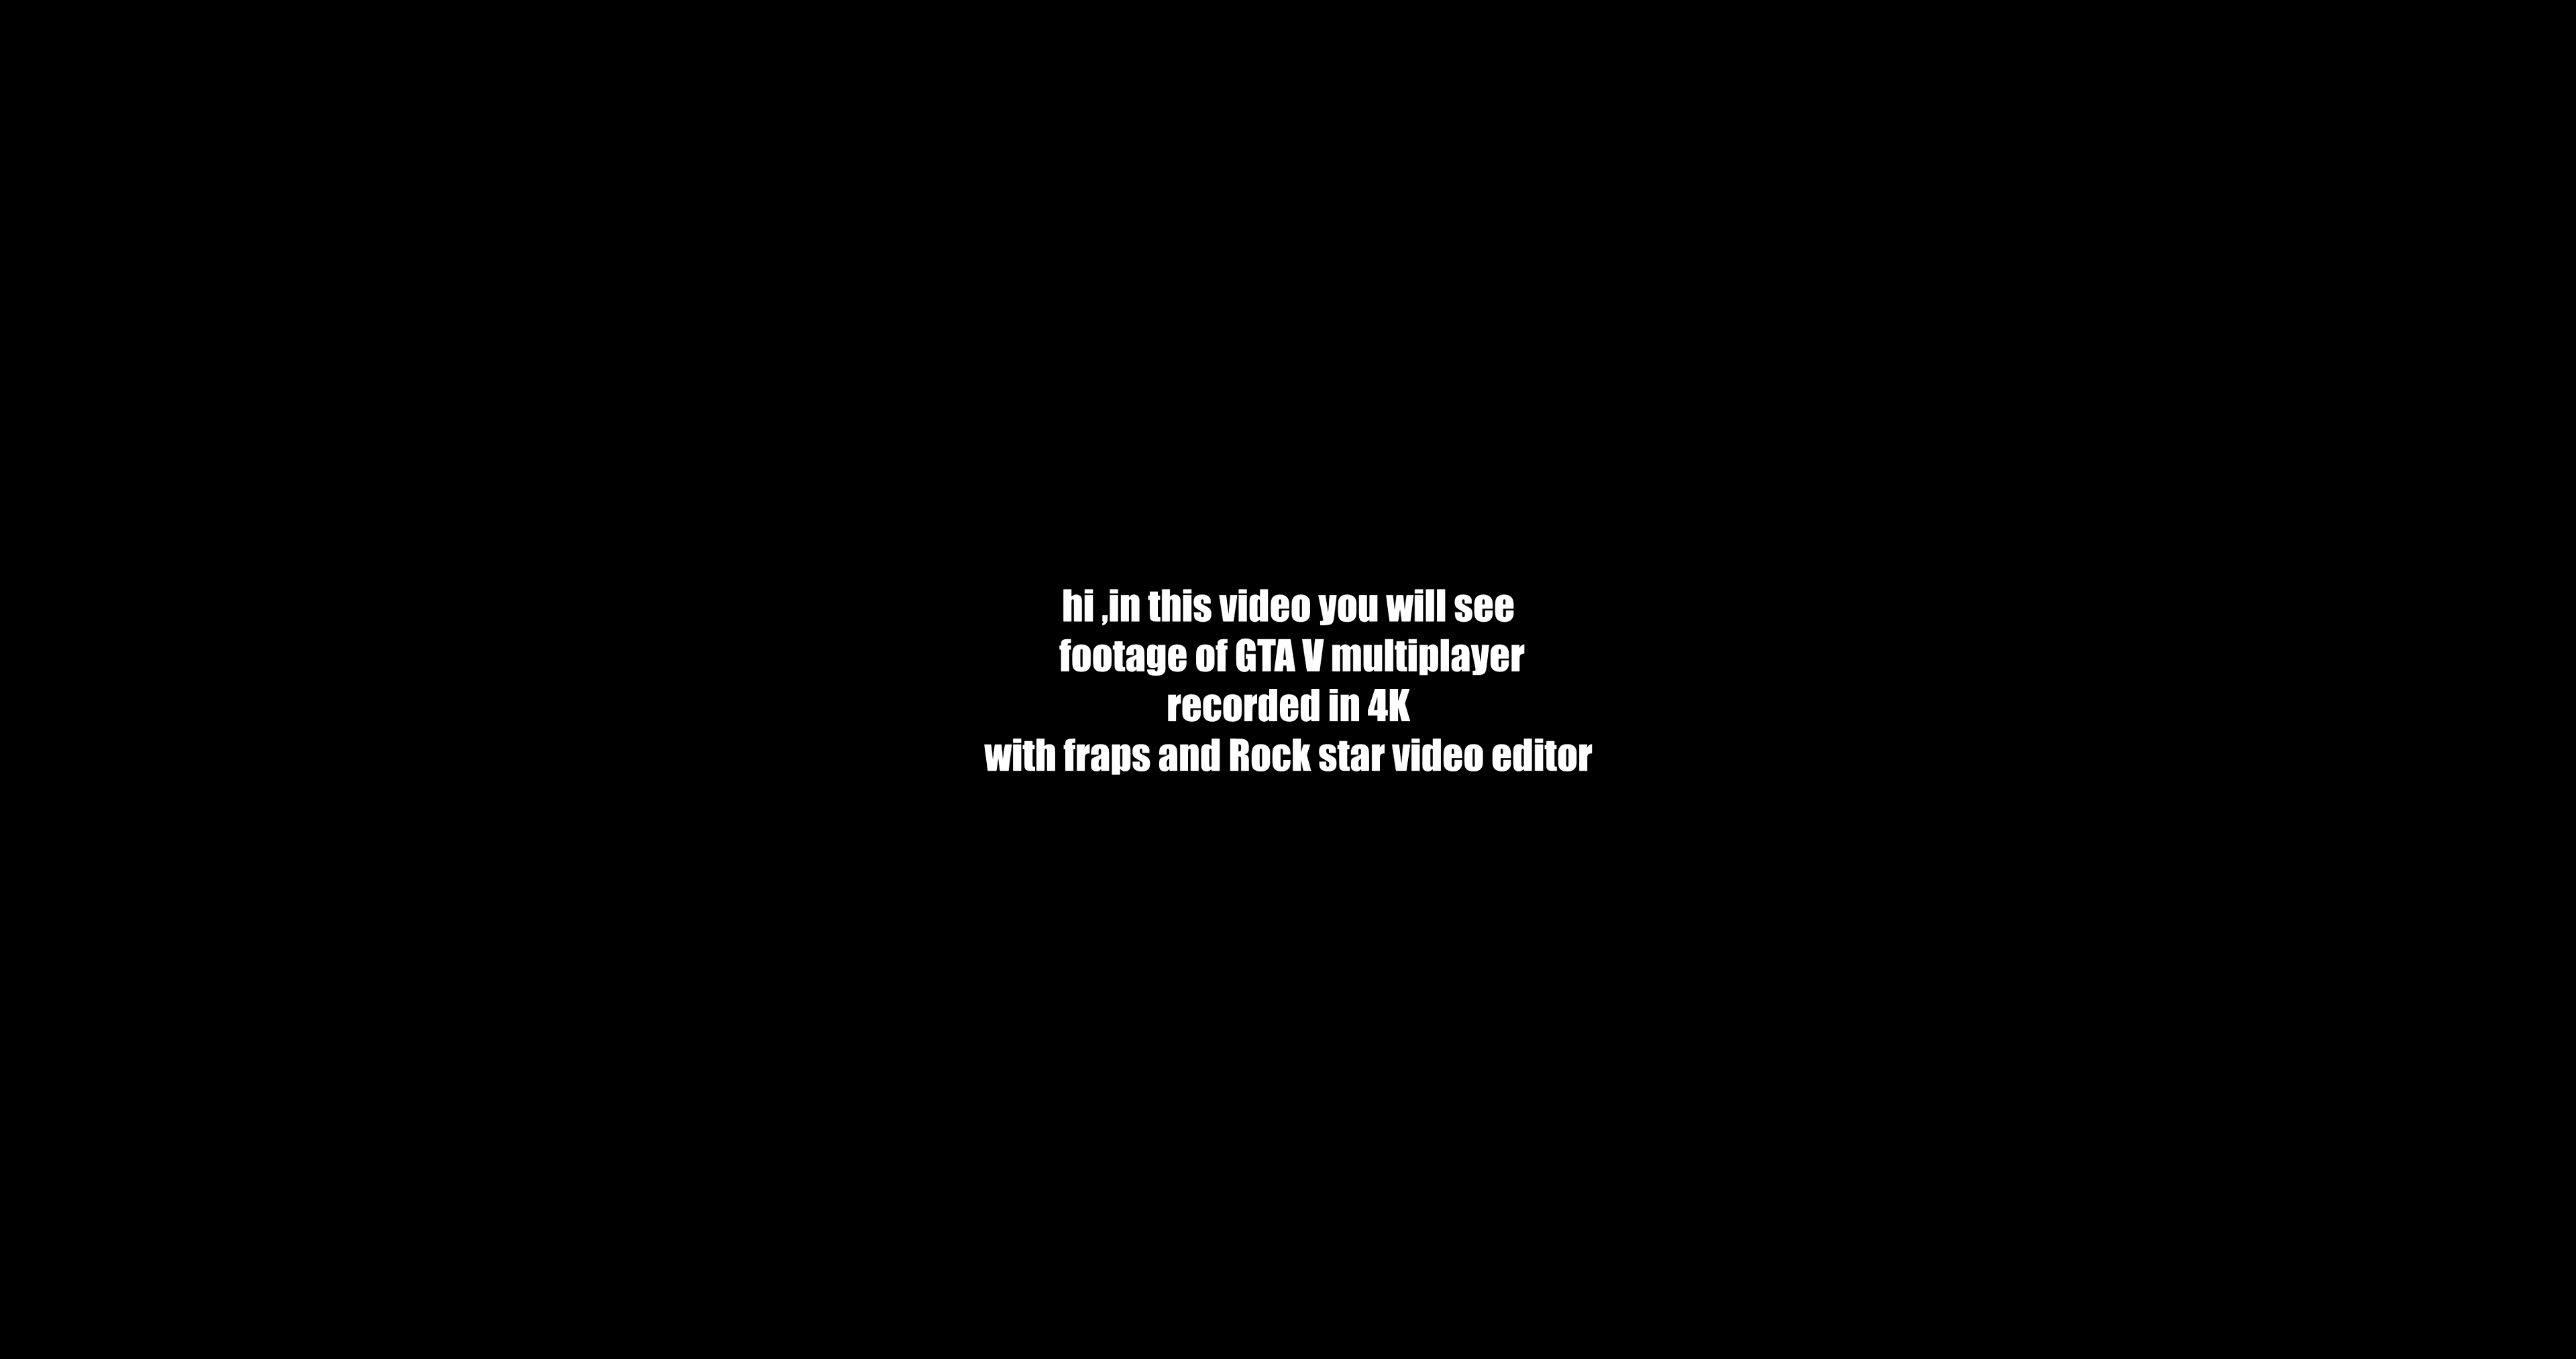 hi ,in this video you will see
footage of GTA V multiplayer
recorded in 4K
with fraps and Rock star video editor